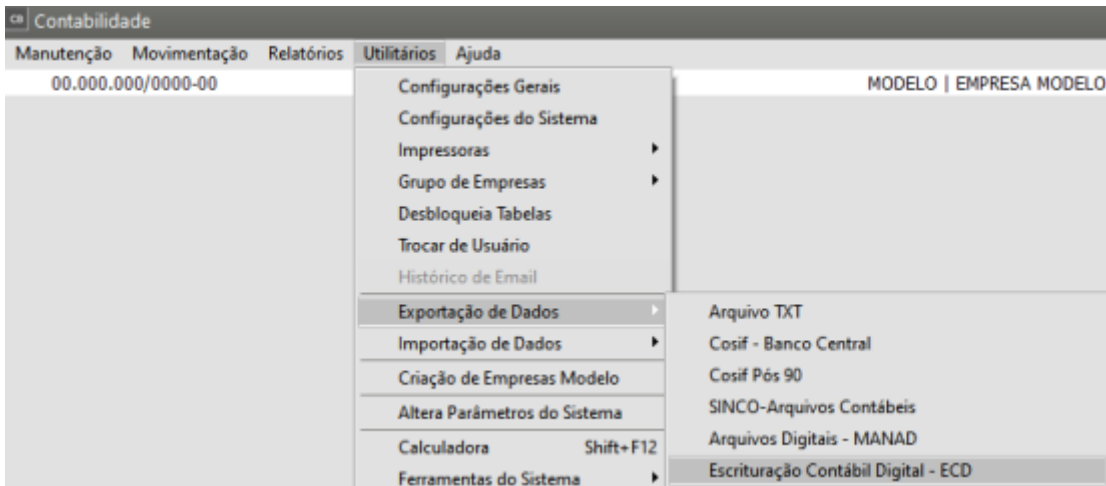 CB Contabilidade
Manutenção Movimentação Relatórios Utilitários Ajuda
00.000.000/0000-00 MODELO | EMPRESA MODELO
Configurações Gerais
Configurações do Sistema
Impressoras
Grupo de Empresas
Desbloqueia Tabelas
Trocar de Usuário
Histórico de Email
Exportação de Dados
Importação de Dados
Criação de Empresas Modelo
Altera Parâmetros do Sistema
Calculadora Shift+F12
Ferramentas do Sistema
Arquivo TXT
Cosif - Banco Central
Cosif Pós 90
SINCO-Arquivos Contábeis
Arquivos Digitais - MANAD
Escrituração Contábil Digital - ECD